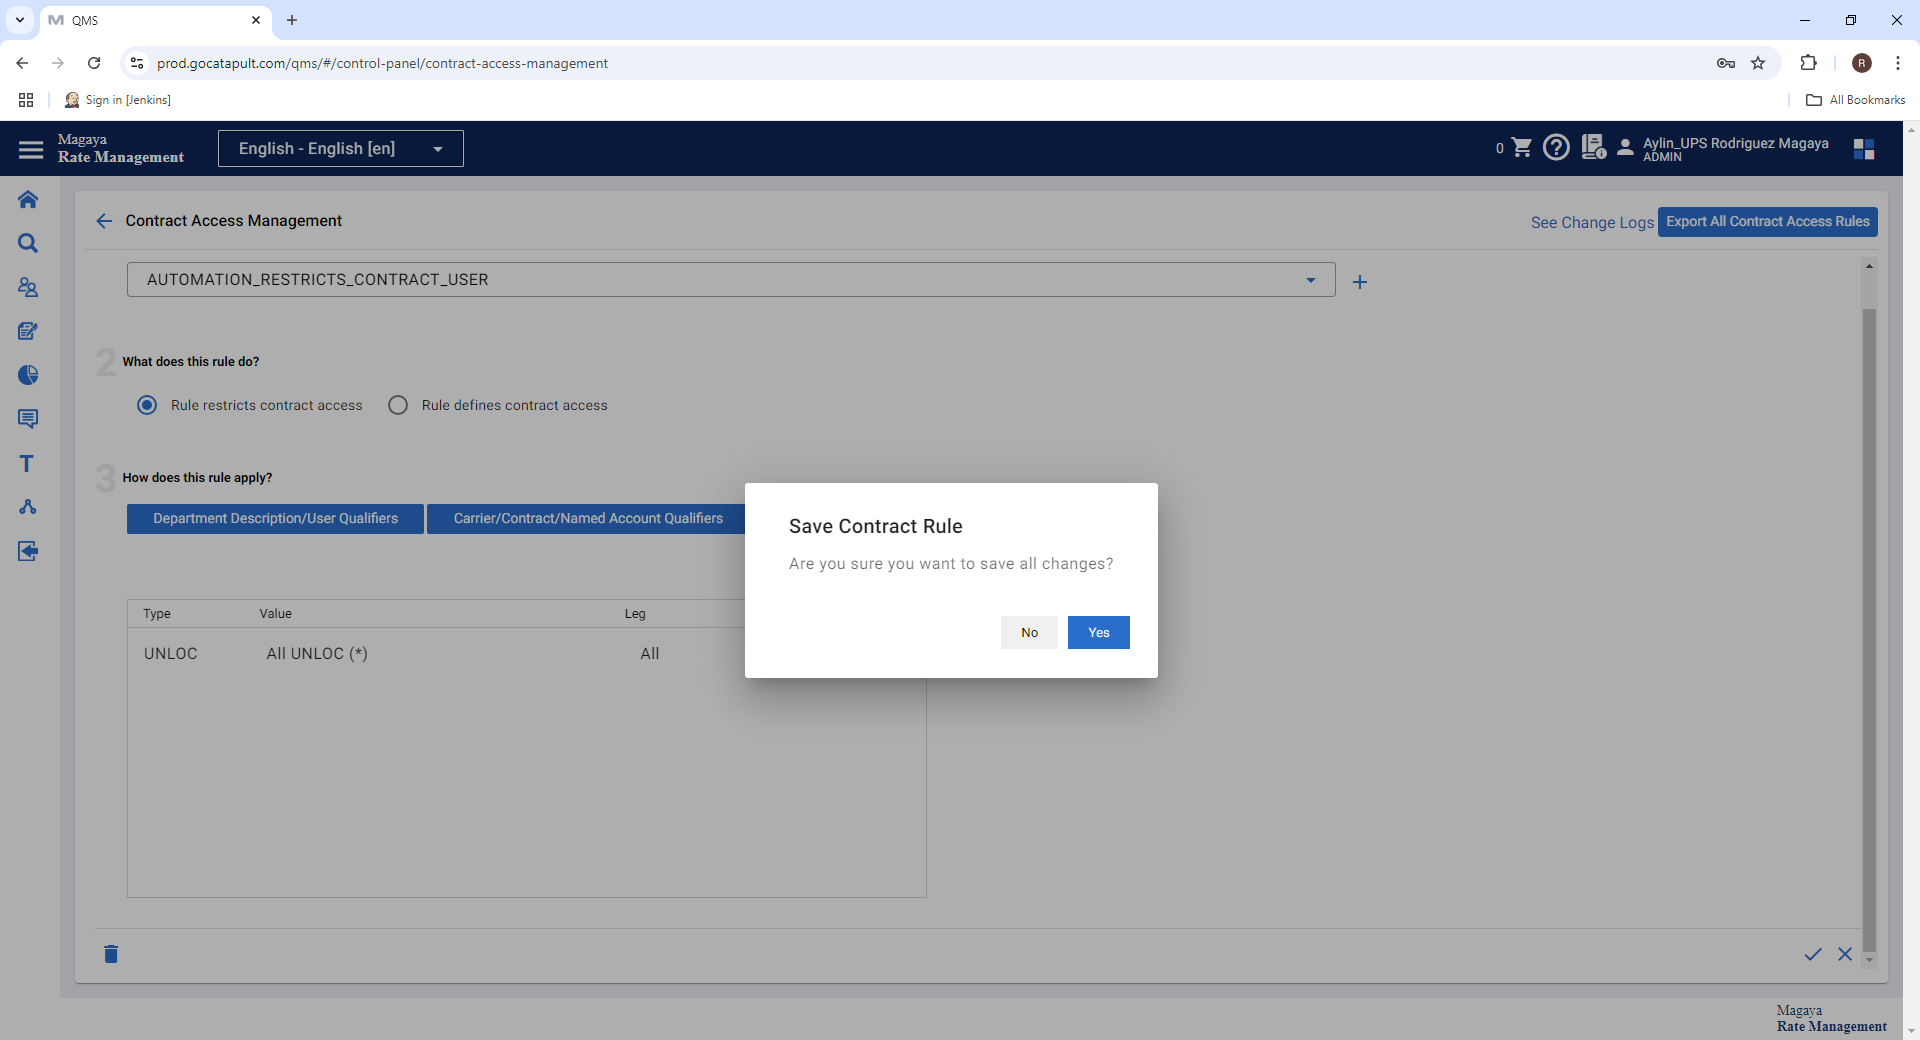 QMS
prod.gocatapult.com/qms/#/control-panel/contract-access-management
R
Sign in [Jenkins]
All Bookmarks
Magaya
Rate Management
English - English [en]
0
Aylin_UPS Rodriguez Magaya
ADMIN
Contract Access Management
See Change Logs
Export All Contract Access Rules
AUTOMATION_RESTRICTS_CONTRACT_USER
2 What does this rule do?
Rule restricts contract access
Rule defines contract access
3 How does this rule apply?
Department Description/User Qualifiers
Carrier/Contract/Named Account Qualifiers
Type Value Leg
UNLOC All UNLOC (*) All
Save Contract Rule
Are you sure you want to save all changes?
No
Yes
Magaya
Rate Management